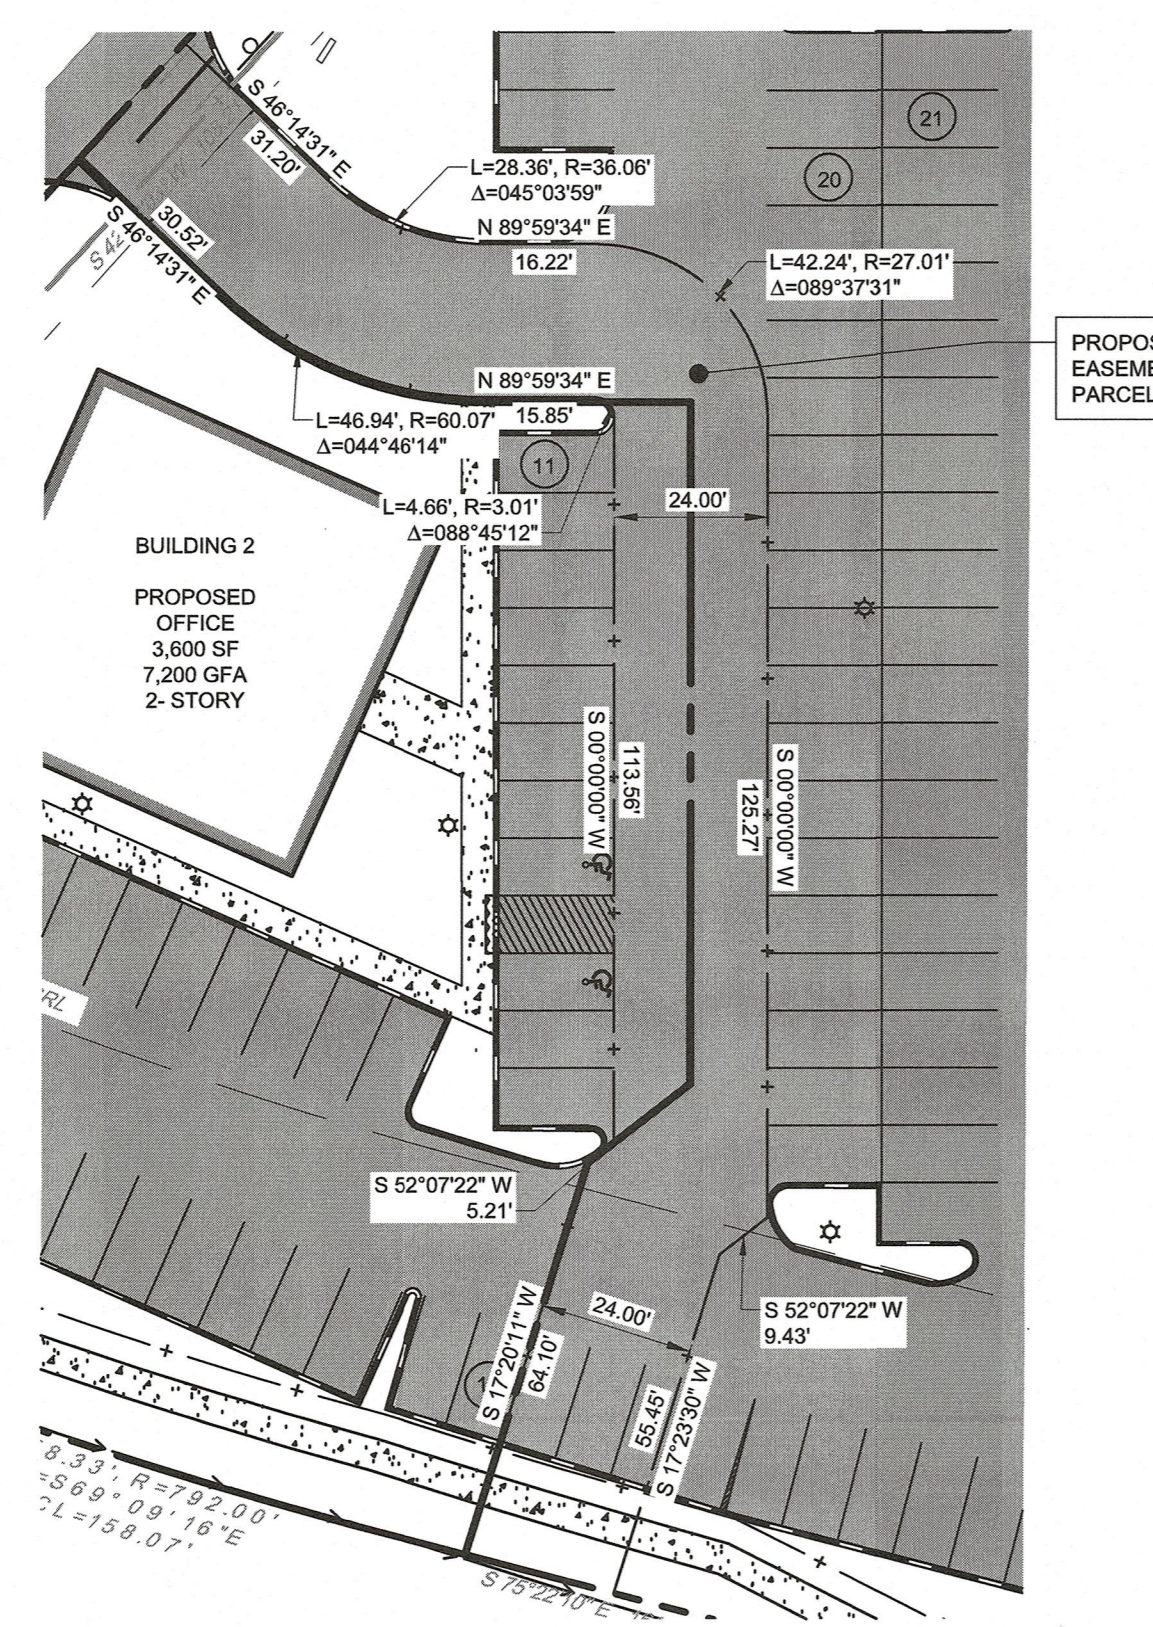 21
20
S 46°14'31" E
31.20'
L=28.36', R=36.06'
Δ=045°03'59"
N 89°59'34" E
16.22'
L=42.24', R=27.01'
Δ=089°37'31"
30.52'
S 46°14'31" E
S 42
PROPOS
EASEME
PARCEL
N 89°59'34" E
15.85'
L=46.94', R=60.07'
Δ=044°46'14"
11
L=4.66', R=3.01'
Δ=088°45'12"
24.00'
BUILDING 2
PROPOSED
OFFICE
3,600 SF
7,200 GFA
2- STORY
S 00°00'00" W
113.56'
S 00°00'00" W
125.27'
RL
S 52°07'22" W
5.21'
S 52°07'22" W
9.43'
24.00'
S 17°20'11" W
64.10'
55.45'
S 17°23'30" W
8.33', R=792.00'
=S69°09'16"E
CL=158.07'
S 75°22'10"E